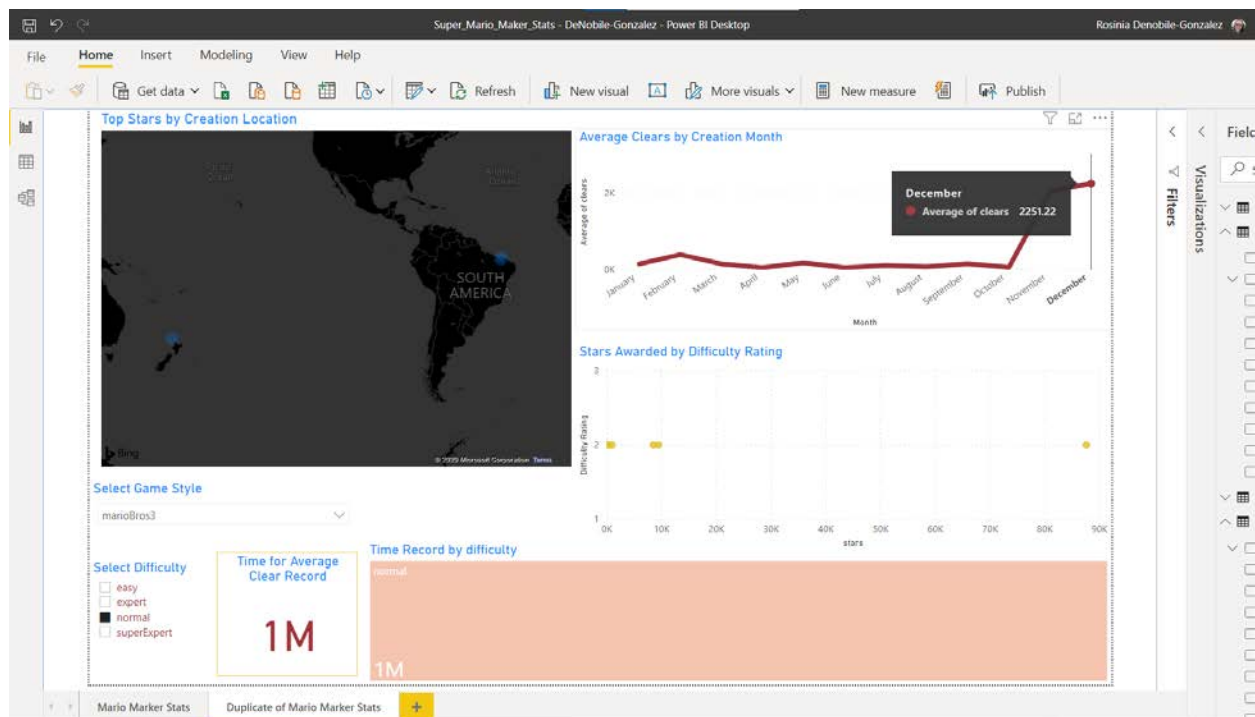 Super_Mario_Maker_Stats - DeNobile-Gonzalez - Power BI Desktop
Rosinia Denobile-Gonzalez
File
Home
Insert
Modeling
View
Help
Get data
Refresh
New visual
More visuals
New measure
Publish
Top Stars by Creation Location
SOUTH
AMERICA
Bing
© 2020 Microsoft Corporation Terms
Average Clears by Creation Month
Average of clears
2K
0K
December
Average of clears 2251.22
January
February
March
April
May
June
July
August
September
October
November
December
Month
Stars Awarded by Difficulty Rating
Difficulty Rating
3
2
1
0K
10K
20K
30K
40K
50K
60K
70K
80K
90K
stars
Select Game Style
marioBros3
Select Difficulty
easy
expert
normal
superExpert
Time for Average
Clear Record
1M
Time Record by difficulty
normal
1M
Filters
Visualizations
Field
Mario Marker Stats
Duplicate of Mario Marker Stats